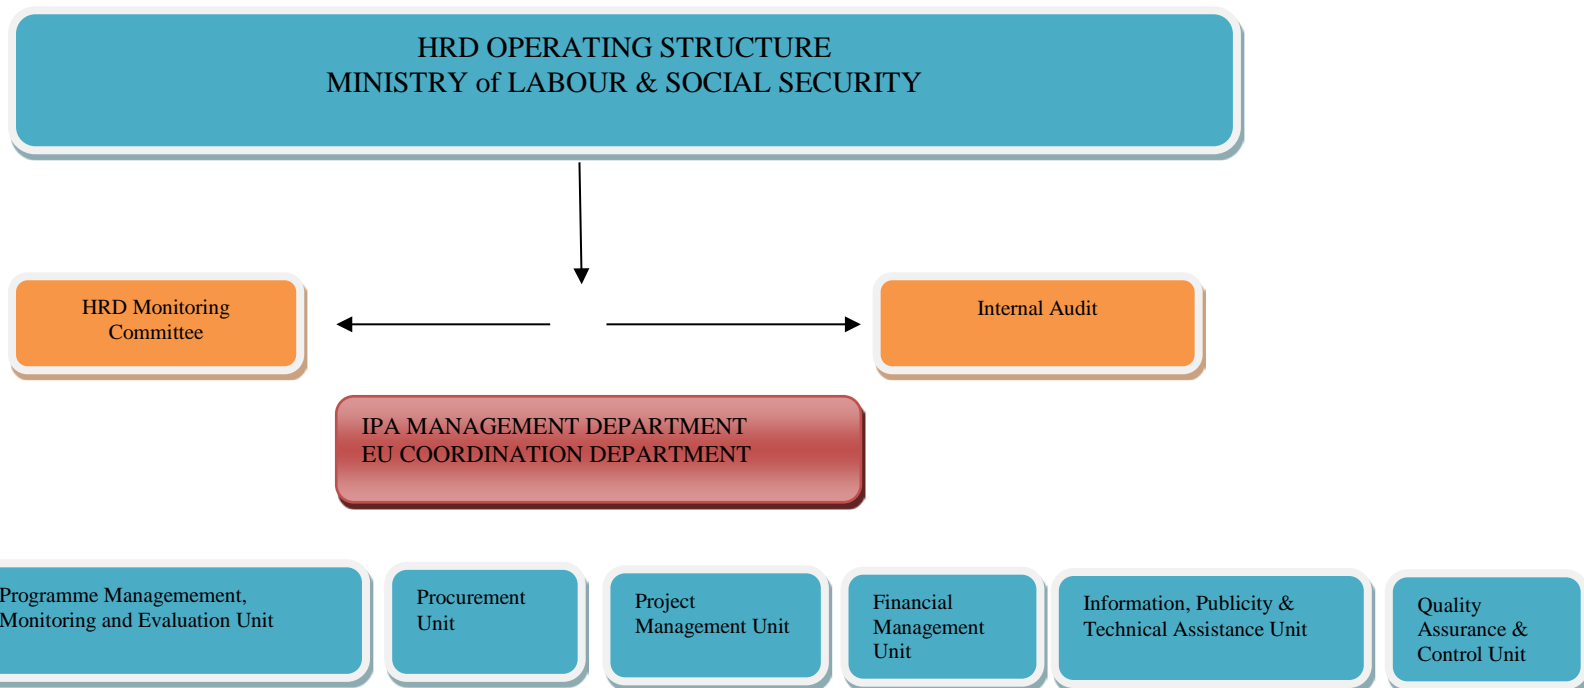 HRD OPERATING STRUCTURE
MINISTRY of LABOUR & SOCIAL SECURITY
HRD Monitoring
Committee
Internal Audit
IPA MANAGEMENT DEPARTMENT
EU COORDINATION DEPARTMENT
Programme Managemement,
Monitoring and Evaluation Unit
Procurement
Unit
Project
Management Unit
Financial
Management
Unit
Information, Publicity &
Technical Assistance Unit
Quality
Assurance &
Control Unit